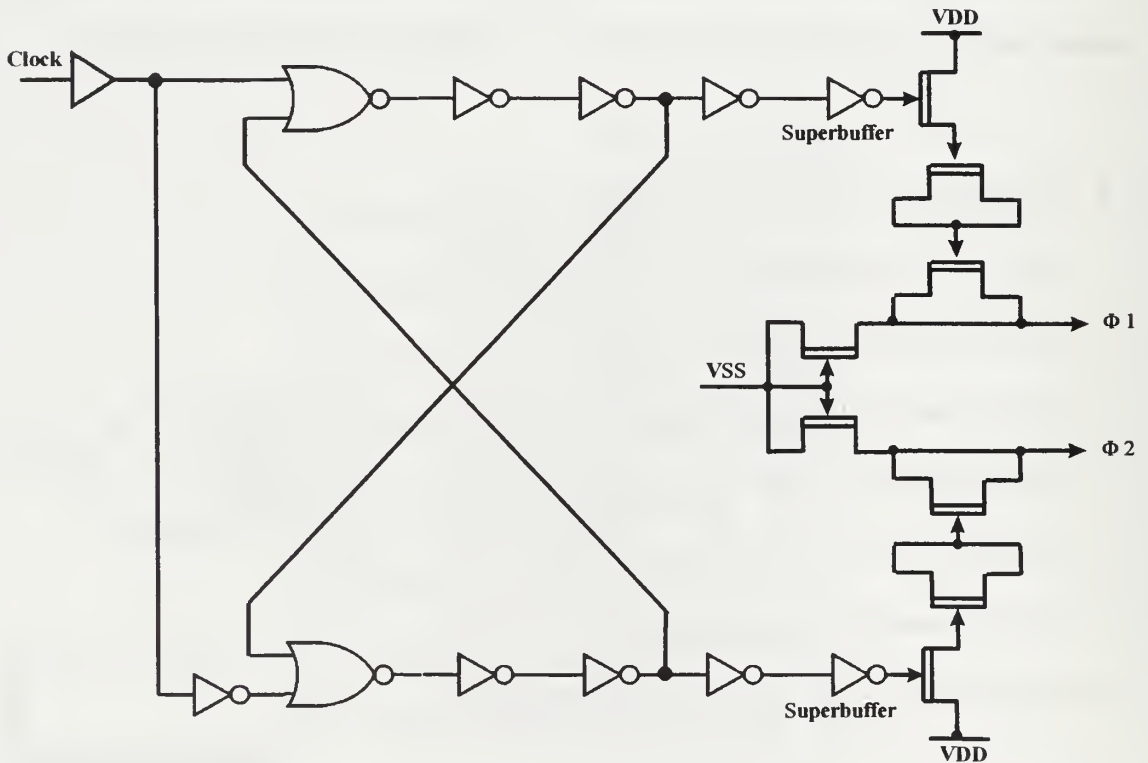 VDD
Clock
Superbuffer
Φ 1
VSS
Φ 2
Superbuffer
VDD